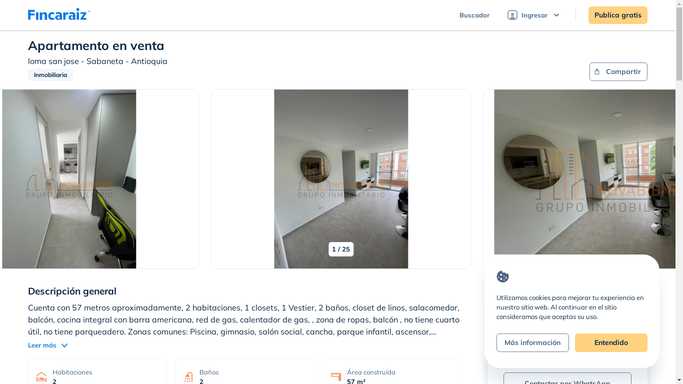 Fincaraiz
Buscador
Ingresar
Publica gratis
Apartamento en venta
loma san jose - Sabaneta - Antioquia
Inmobiliaria
Compartir
GRUPO INMOBILIARIO
GRUPO INMOBIL
1 / 25
Descripción general
Cuenta con 57 metros aproximadamente, 2 habitaciones, 1 closets, 1 Vestier, 2 baños, closet de linos, salacomedor,
balcón, cocina integral con barra americana, red de gas, calentador de gas, , zona de ropas, balcón , no tiene cuarto
útil, no tiene parqueadero. Zonas comunes: Piscina, gimnasio, salón social, cancha, parque infantil, ascensor,...
Leer más
Habitaciones
2
Baños
2
Área construida
57 m²
Utilizamos cookies para mejorar tu experiencia en
nuestro sitio web. Al continuar en el sitio
consideramos que aceptas su uso.
Más información
Entendido
Contactar por WhatsApp